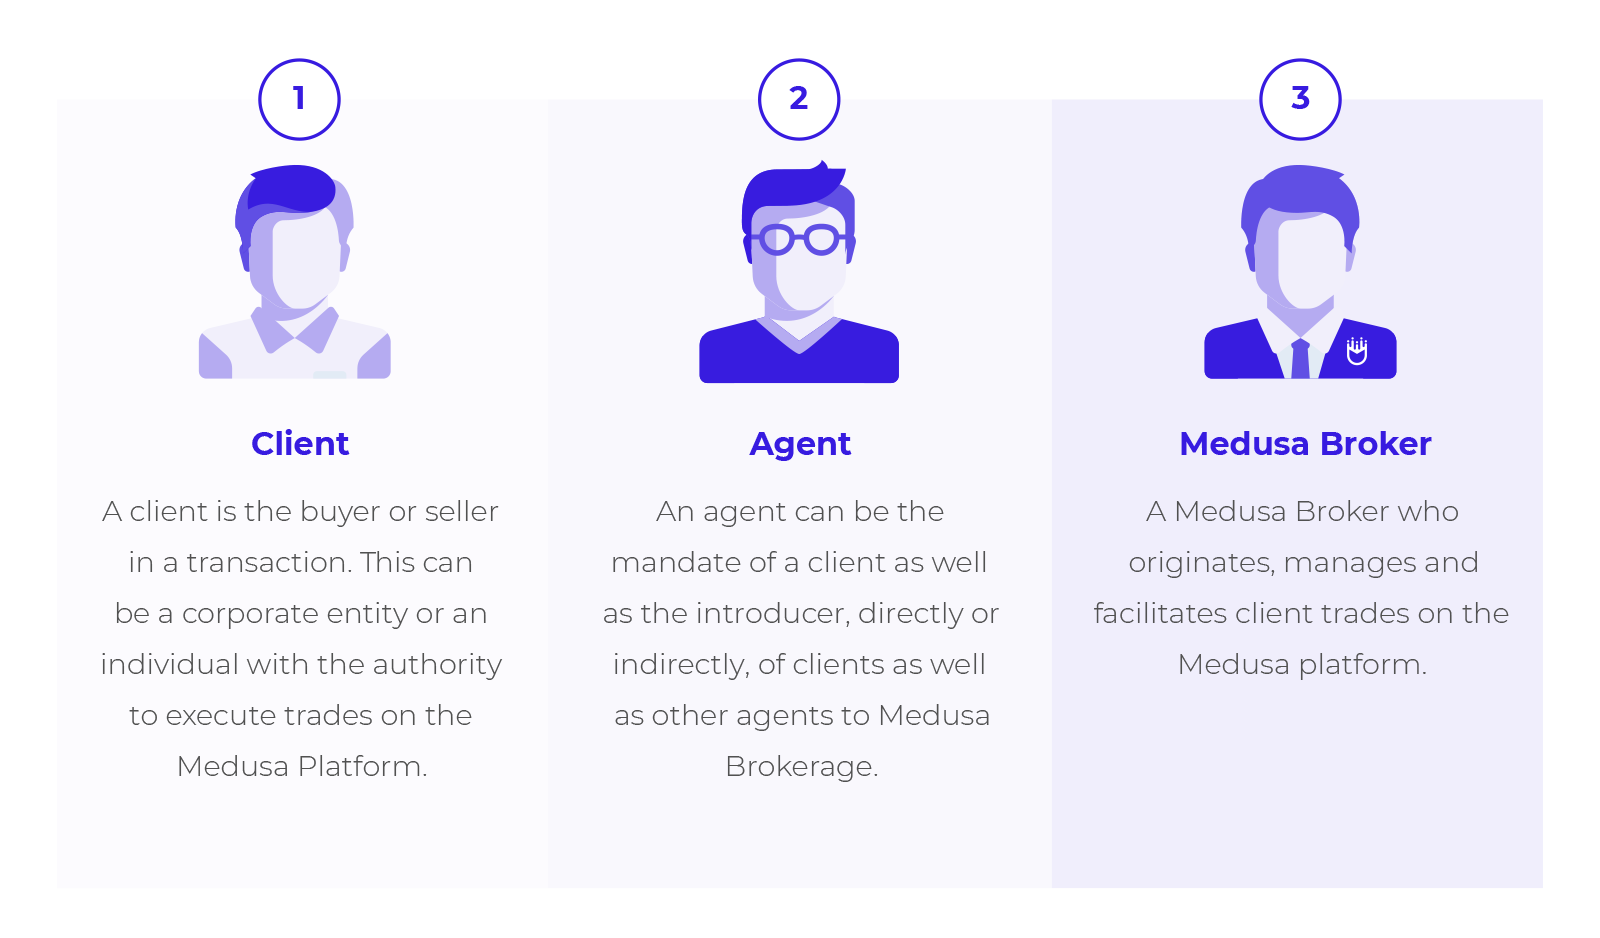 1
Client
A client is the buyer or seller
in a transaction. This can
be a corporate entity or an
individual with the authority
to execute trades on the
Medusa Platform.
2
Agent
An agent can be the
mandate of a client as well
as the introducer, directly or
indirectly, of clients as well
as other agents to Medusa
Brokerage.
3
Medusa Broker
A Medusa Broker who
originates, manages and
facilitates client trades on the
Medusa platform.